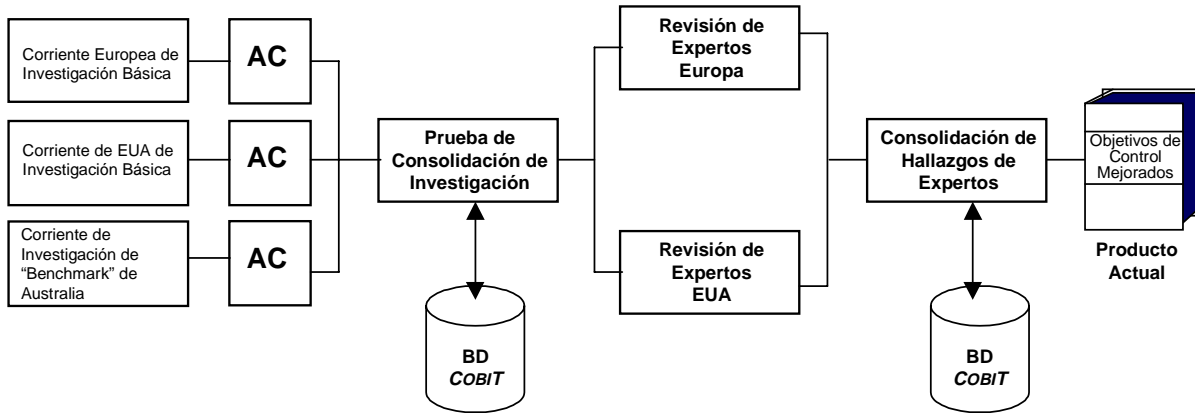 Corriente Europea de
Investigación Básica
AC
Corriente de EUA de
Investigación Básica
AC
Corriente de
Investigación de
“Benchmark” de
Australia
AC
Prueba de
Consolidación de
Investigación
BD
COBIT
Revisión de
Expertos
Europa
Revisión de
Expertos
EUA
Consolidación de
Hallazgos de
Expertos
BD
COBIT
Objetivos de
Control
Mejorados
Producto
Actual